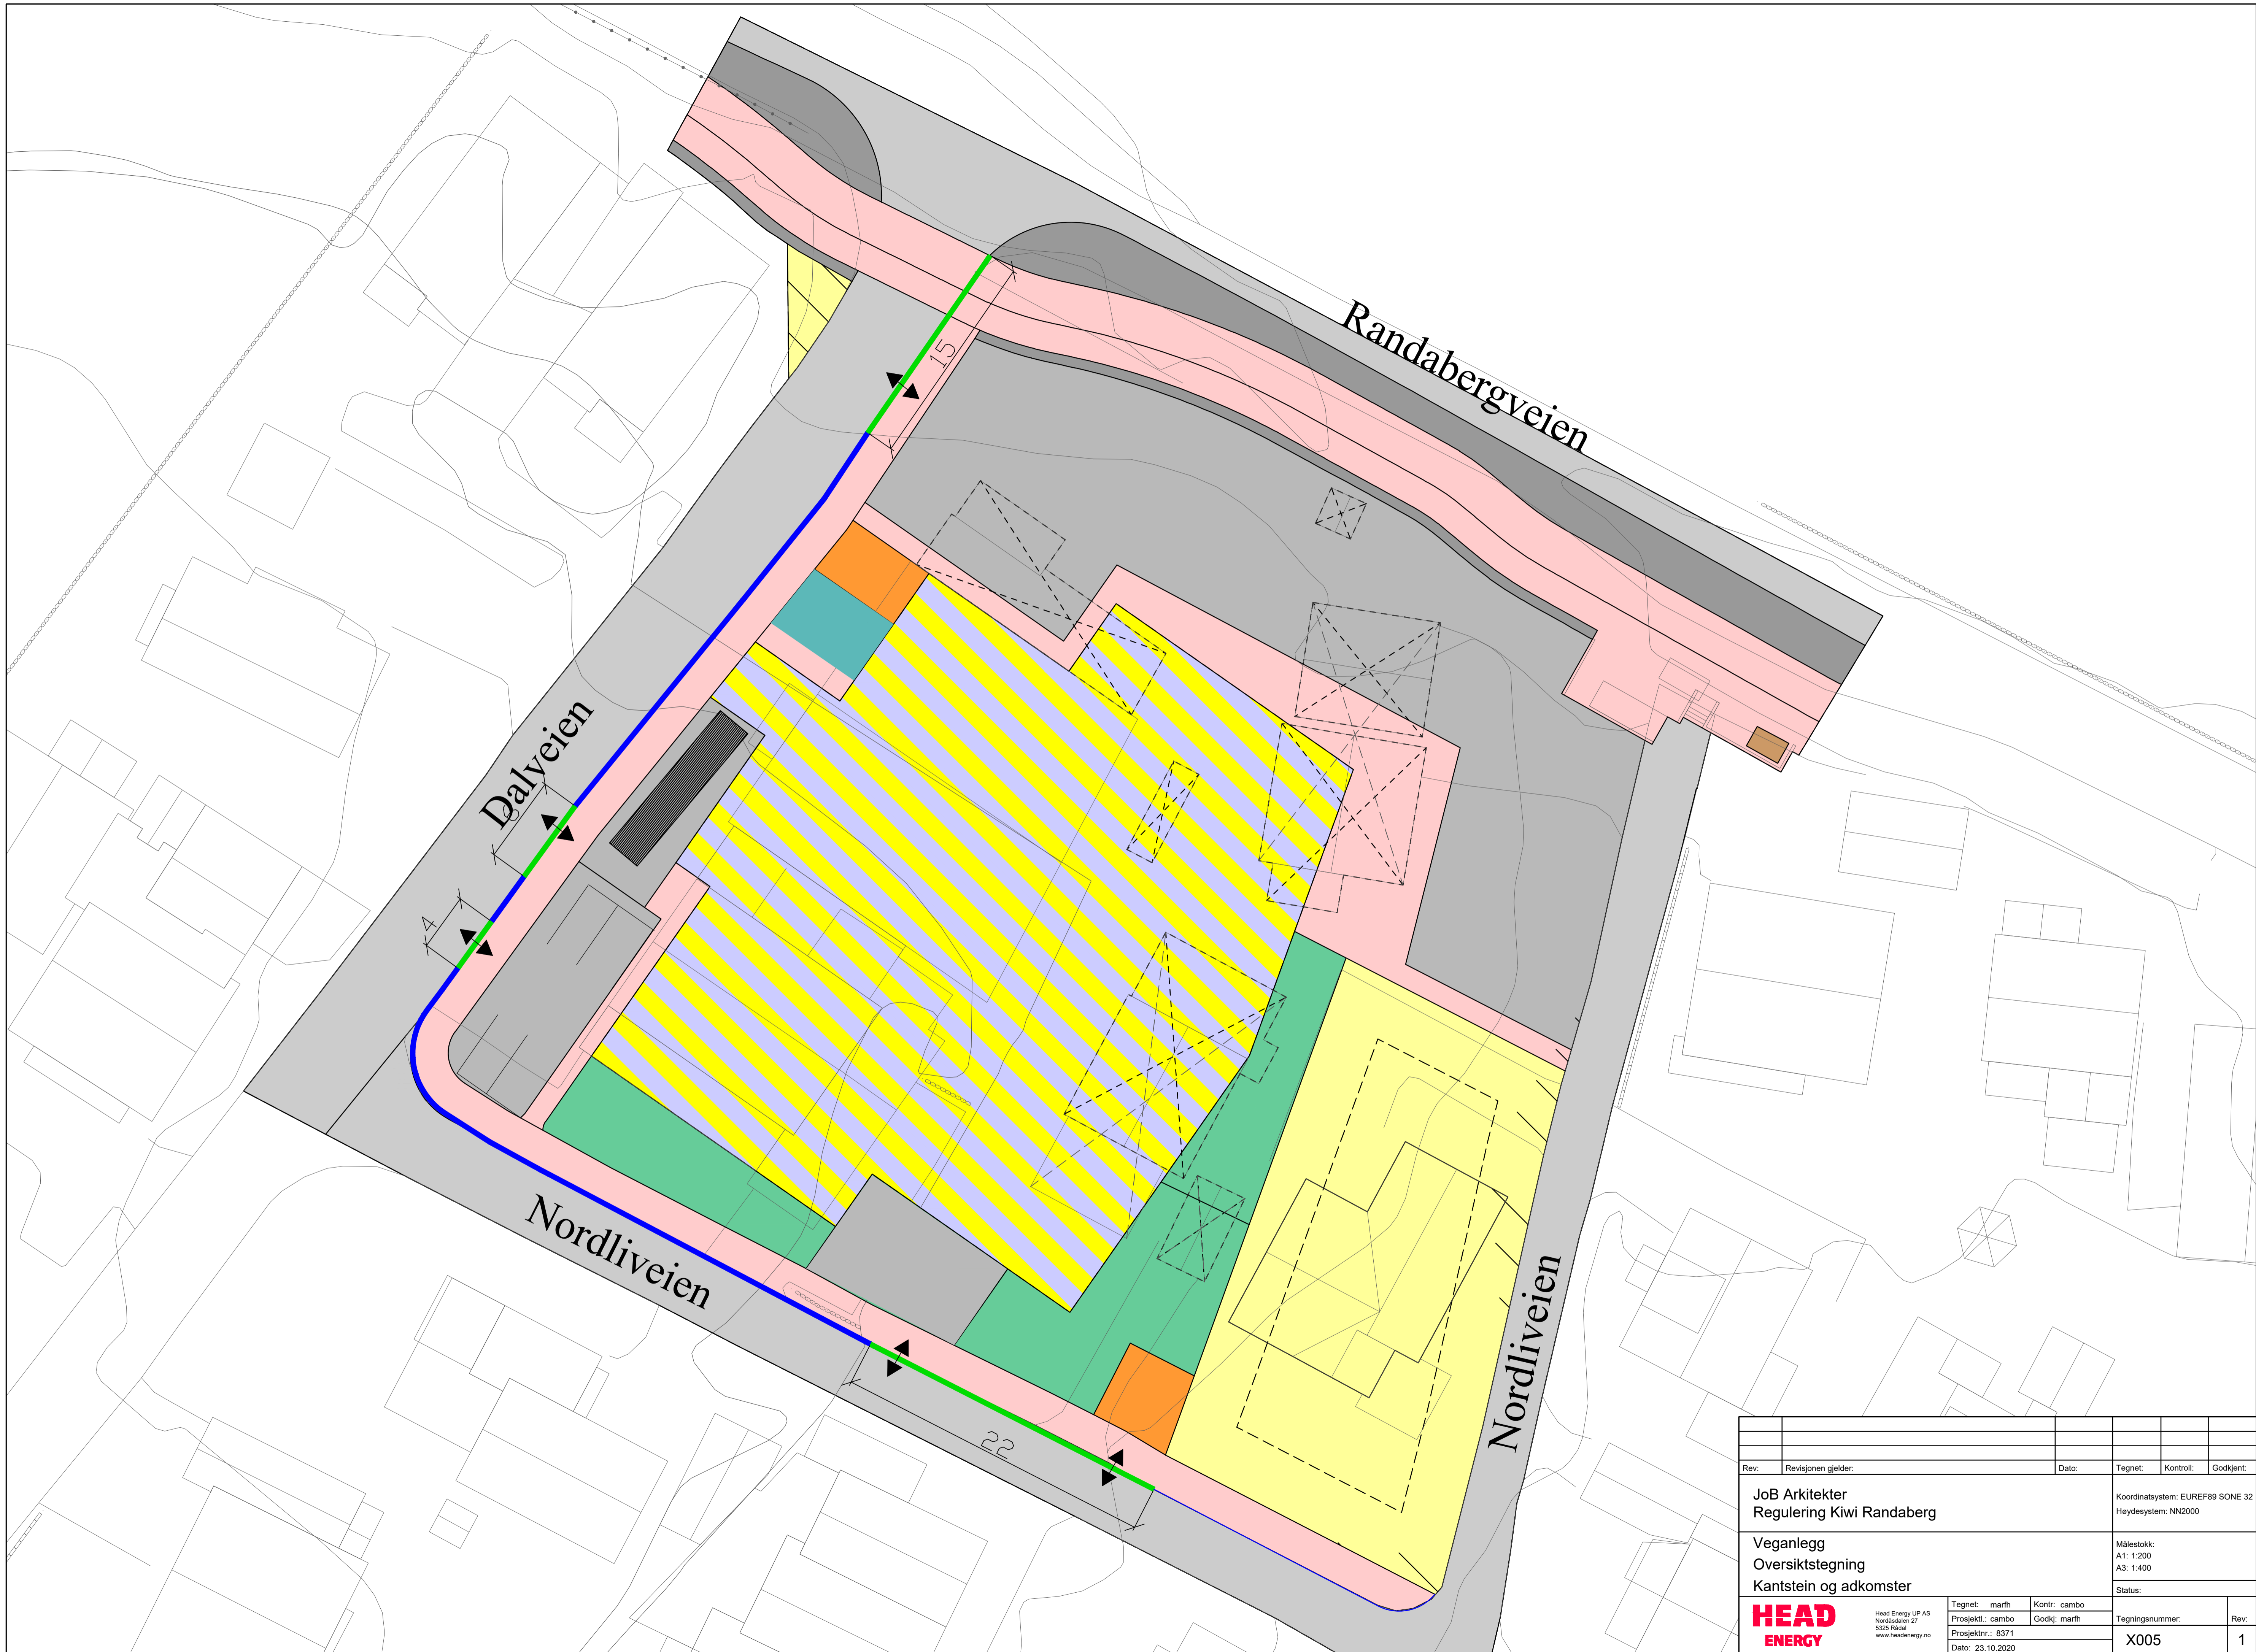 Randabergveien
15
Dalveien
6
4
Nordliveien
22
Nordliveien
Rev: Revisjonen gjelder: Dato: Tegnet: Kontroll: Godkjent:
JoB Arkitekter
Regulering Kiwi Randaberg
Koordinatsystem: EUREF89 SONE 32
Høydesystem: NN2000
Veganlegg
Oversiktstegning
Kantstein og adkomster
Målestokk:
A1: 1:200
A3: 1:400
Status:
HEAD
ENERGY
Head Energy UP AS
Nordåsdalen 27
5325 Rådal
www.headenergy.no
Tegnet: marfh Kontr: cambo
Prosjektl.: cambo Godkj: marfh
Prosjektnr.: 8371
Dato: 23.10.2020
Tegningsnummer: Rev:
X005 1